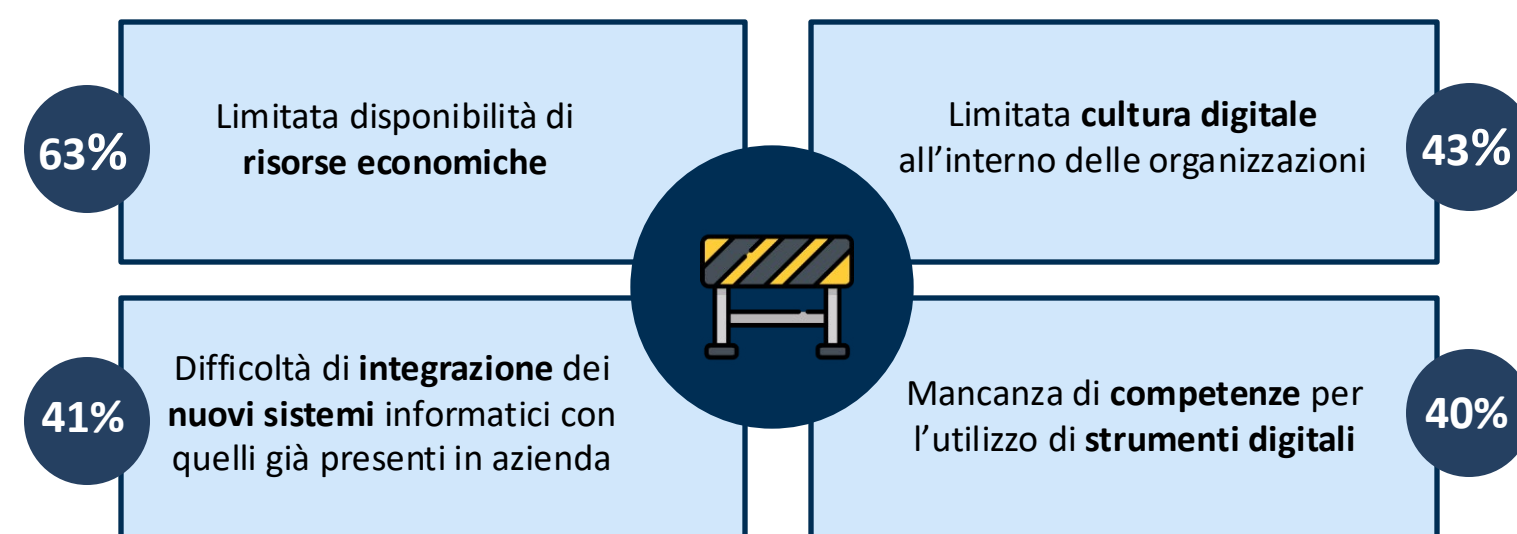 63%
Limitata disponibilità di
risorse economiche
Limitata cultura digitale
all’interno delle organizzazioni
43%
41%
Difficoltà di integrazione dei
nuovi sistemi informatici con
quelli già presenti in azienda
Mancanza di competenze per
l’utilizzo di strumenti digitali
40%